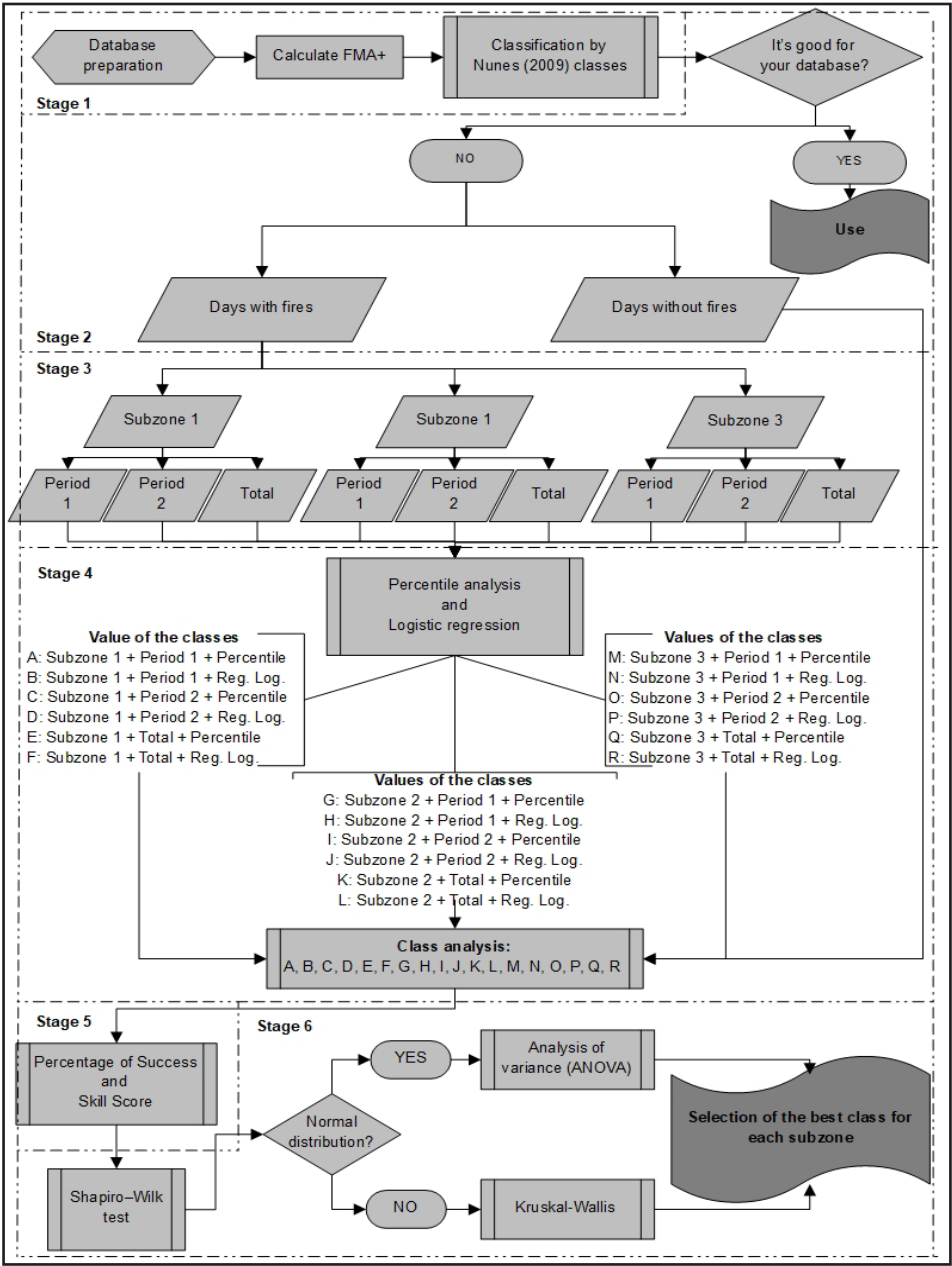 Database
preparation
Calculate FMA+
Classification by
Nunes (2009) classes
It's good for
your database?
Stage 1
NO
YES
Use
Days with fires
Days without fires
Stage 2
Stage 3
Subzone 1
Subzone 1
Subzone 3
Period
1
Period
2
Total
Period
1
Period
2
Total
Period
1
Period
2
Total
Stage 4
Percentile analysis
and
Logistic regression
Value of the classes
A: Subzone 1 + Period 1 + Percentile
B: Subzone 1 + Period 1 + Reg. Log.
C: Subzone 1 + Period 2 + Percentile
D: Subzone 1 + Period 2 + Reg. Log.
E: Subzone 1 + Total + Percentile
F: Subzone 1 + Total + Reg. Log.
Values of the classes
M: Subzone 3 + Period 1 + Percentile
N: Subzone 3 + Period 1 + Reg. Log.
O: Subzone 3 + Period 2 + Percentile
P: Subzone 3 + Period 2 + Reg. Log.
Q: Subzone 3 + Total + Percentile
R: Subzone 3 + Total + Reg. Log.
Values of the classes
G: Subzone 2 + Period 1 + Percentile
H: Subzone 2 + Period 1 + Reg. Log.
I: Subzone 2 + Period 2 + Percentile
J: Subzone 2 + Period 2 + Reg. Log.
K: Subzone 2 + Total + Percentile
L: Subzone 2 + Total + Reg. Log.
Class analysis:
A, B, C, D, E, F, G, H, I, J, K, L, M, N, O, P, Q, R
Stage 5
Percentage of Success
and
Skill Score
Shapiro–Wilk
test
Stage 6
Normal
distribution?
YES
Analysis of
variance (ANOVA)
NO
Kruskal-Wallis
Selection of the best class for
each subzone